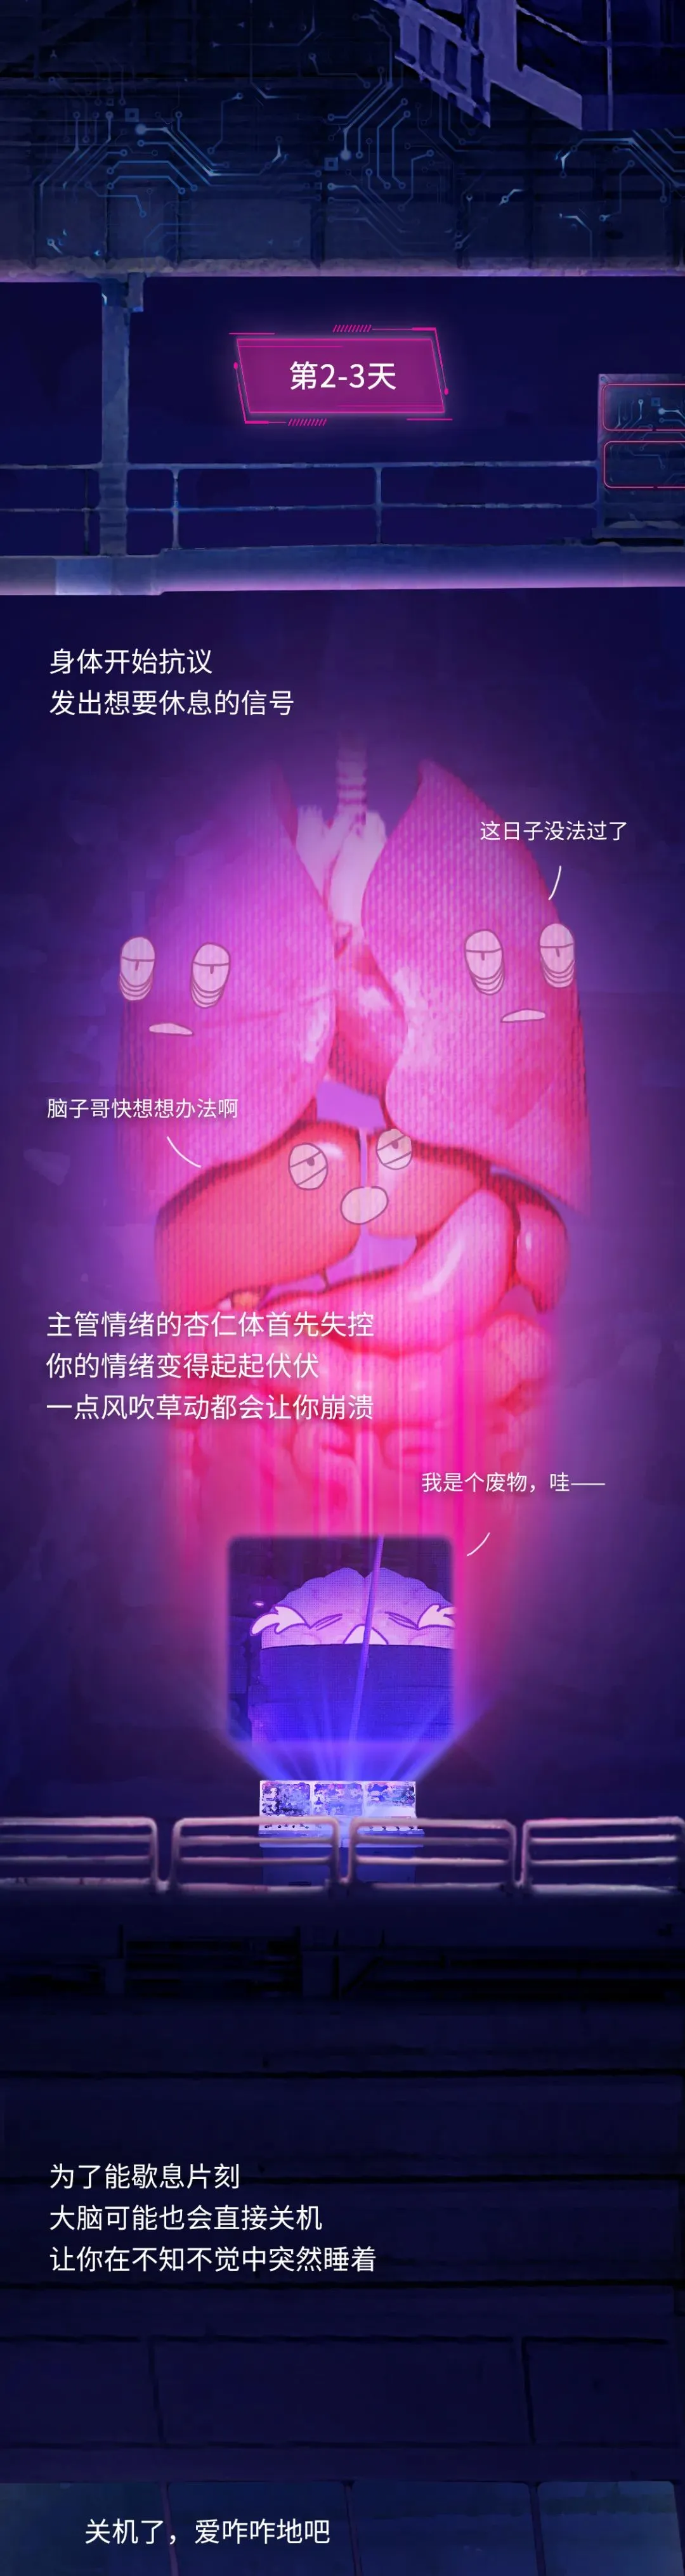 第2-3天
身体开始抗议
发出想要休息的信号
这日子没法过了
脑子哥快想想办法啊
主管情绪的杏仁体首先失控
你的情绪变得起起伏伏
一点风吹草动都会让你崩溃
我是个废物，哇——
为了能歇息片刻
大脑可能也会直接关机
让你在不知不觉中突然睡着
关机了，爱咋咋地吧